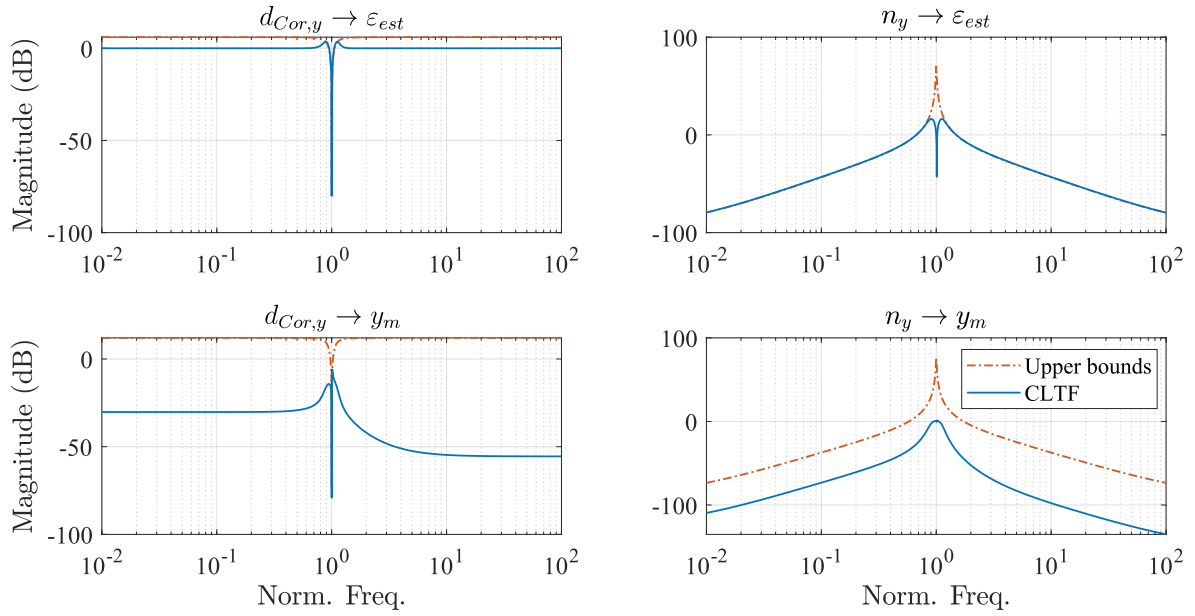 d_{Cor,y} → ε_{est}
n_y → ε_{est}
Magnitude (dB)
0
-50
-100
10^{-2} 10^{-1} 10^{0} 10^{1} 10^{2}
100
0
-100
10^{-2} 10^{-1} 10^{0} 10^{1} 10^{2}
d_{Cor,y} → y_m
n_y → y_m
Magnitude (dB)
0
-50
-100
10^{-2} 10^{-1} 10^{0} 10^{1} 10^{2}
Norm. Freq.
100
0
-100
Upper bounds
CLTF
10^{-2} 10^{-1} 10^{0} 10^{1} 10^{2}
Norm. Freq.